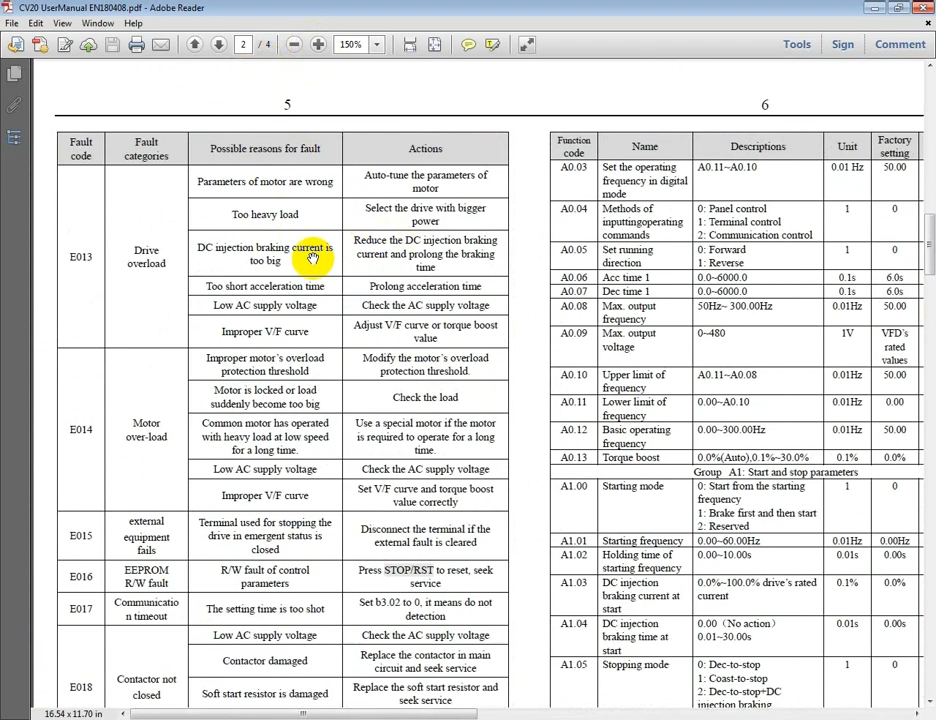 CV20 UserManual EN180408.pdf - Adobe Reader
File Edit View Window Help
2 / 4 150% Tools Sign Comment
5
Fault code Fault categories Possible reasons for fault Actions
E013 Drive overload
Parameters of motor are wrong
Auto-tune the parameters of motor
Too heavy load
Select the drive with bigger power
DC injection braking current is too big
Reduce the DC injection braking current and prolong the braking time
Too short acceleration time
Prolong acceleration time
Low AC supply voltage
Check the AC supply voltage
Improper V/F curve
Adjust V/F curve or torque boost value
E014 Motor over-load
Improper motor’s overload protection threshold
Modify the motor’s overload protection threshold.
Motor is locked or load suddenly become too big
Check the load
Common motor has operated with heavy load at low speed for a long time.
Use a special motor if the motor is required to operate for a long time.
Low AC supply voltage
Check the AC supply voltage
Improper V/F curve
Set V/F curve and torque boost value correctly
E015 external equipment fails
Terminal used for stopping the drive in emergent status is closed
Disconnect the terminal if the external fault is cleared
E016 EEPROM R/W fault
R/W fault of control parameters
Press STOP/RST to reset, seek service
E017 Communicatio n timeout
The setting time is too shot
Set b3.02 to 0, it means do not detection
E018 Contactor not closed
Low AC supply voltage
Check the AC supply voltage
Contactor damaged
Replace the contactor in main circuit and seek service
Soft start resistor is damaged
Replace the soft start resistor and seek service
6
Function code Name Descriptions Unit Factory setting
A0.03 Set the operating frequency in digital mode A0.11~A0.10 0.01 Hz 50.00
A0.04 Methods of inputtingoperating commands 0: Panel control 1 0
1: Terminal control
2: Communication control
A0.05 Set running direction 0: Forward 1 0
1: Reverse
A0.06 Acc time 1 0.0~6000.0 0.1s 6.0s
A0.07 Dec time 1 0.0~6000.0 0.1s 6.0s
A0.08 Max. output frequency 50Hz~ 300.00Hz 0.01Hz 50.00
A0.09 Max. output voltage 0~480 1V VFD’s rated values
A0.10 Upper limit of frequency A0.11~A0.08 0.01Hz 50.00
A0.11 Lower limit of frequency 0.00~A0.10 0.01Hz 0.00
A0.12 Basic operating frequency 0.00~300.00Hz 0.01Hz 50.00
A0.13 Torque boost 0.0%(Auto),0.1%~30.0% 0.1% 0.0%
Group A1: Start and stop parameters
A1.00 Starting mode 0: Start from the starting frequency 1 0
1: Brake first and then start
2: Reserved
A1.01 Starting frequency 0.00~60.00Hz 0.01Hz 0.00Hz
A1.02 Holding time of starting frequency 0.00~10.00s 0.01s 0.00s
A1.03 DC injection braking current at start 0.0%~100.0% drive’s rated current 0.1% 0.0%
A1.04 DC injection braking time at start 0.00（No action） 0.01s 0.00s
0.01~30.00s
A1.05 Stopping mode 0: Dec-to-stop 1 0
1: Coast-to-stop
2: Dec-to-stop+DC
injection braking
16.54 x 11.70 in